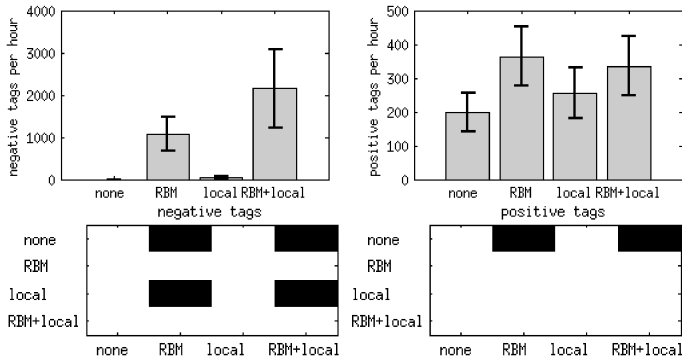 negative tags per hour
4000
3000
2000
1000
0
none RBM local RBM+local
negative tags
none
RBM
local
RBM+local
none RBM local RBM+local
positive tags per hour
500
400
300
200
100
0
none RBM local RBM+local
positive tags
none
RBM
local
RBM+local
none RBM local RBM+local